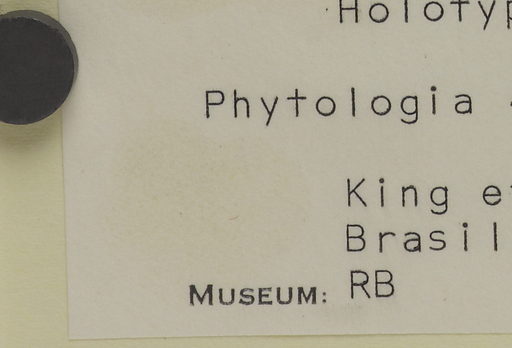 Holotyp
Phytologia
King e
Brasil
MUSEUM: RB